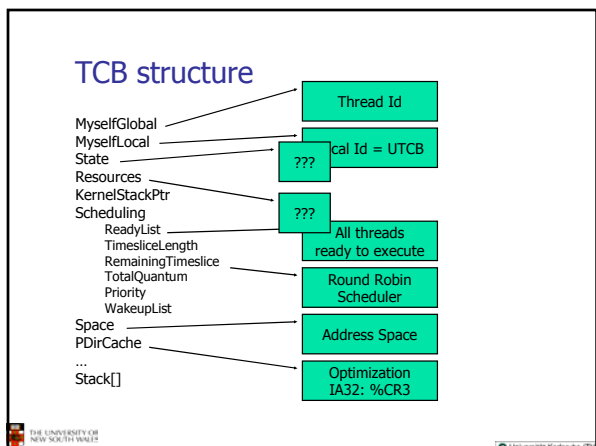 TCB structure
MyselfGlobal
MyselfLocal
State
Resources
KernelStackPtr
Scheduling
ReadyList
TimesliceLength
RemainingTimeslice
TotalQuantum
Priority
WakeupList
Space
PDirCache
...
Stack[]
Thread Id
cal Id = UTCB
???
???
All threads
ready to execute
Round Robin
Scheduler
Address Space
Optimization
IA32: %CR3
THE UNIVERSITY OF
NEW SOUTH WALES